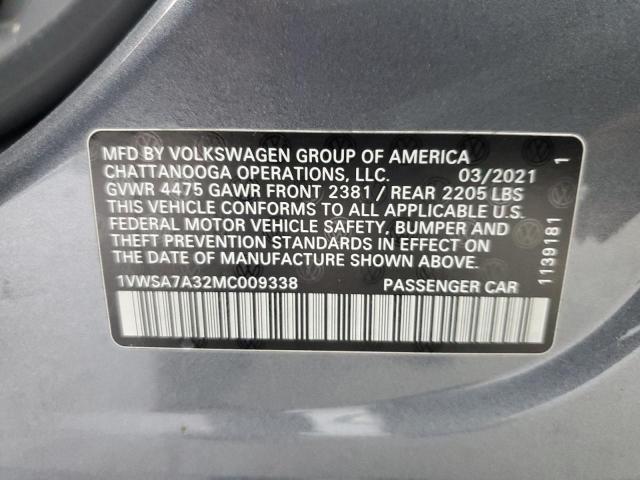 MFD BY VOLKSWAGEN GROUP OF AMERICA
CHATTANOOGA OPERATIONS, LLC. 03/2021
GVWR 4475 GAWR FRONT 2381 / REAR 2205 LBS
THIS VEHICLE CONFORMS TO ALL APPLICABLE U.S.
FEDERAL MOTOR VEHICLE SAFETY, BUMPER AND
THEFT PREVENTION STANDARDS IN EFFECT ON
THE DATE OF MANUFACTURE SHOWN ABOVE.
1VWSA7A32MC009338 PASSENGER CAR
1139181 1